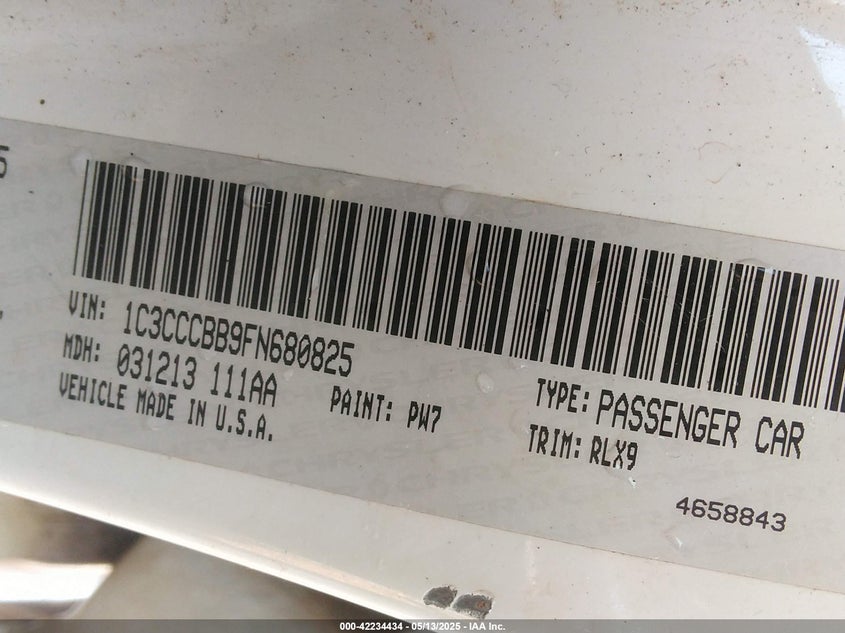 5
VIN: 1C3CCCBB9FN680825
MDH: 031213 111AA
VEHICLE MADE IN U.S.A.
PAINT: PW7
TYPE: PASSENGER CAR
TRIM: RLX9
4658843
000-42234434 - 05/13/2025 - IAA Inc.